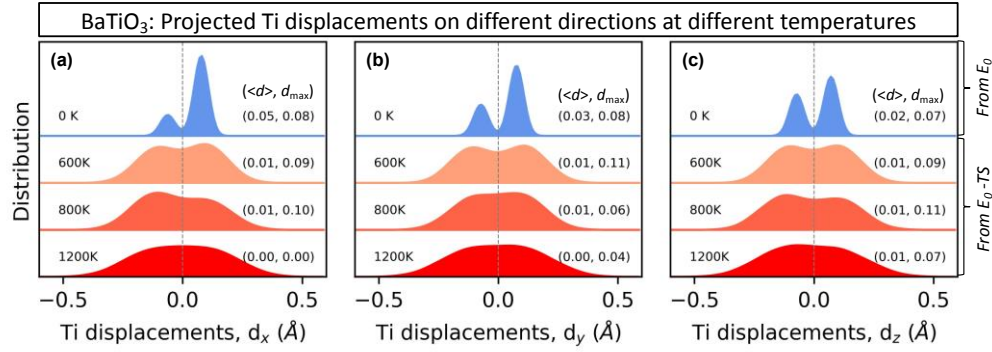 BaTiO₃: Projected Ti displacements on different directions at different temperatures
Distribution
(a)
(<d>, dmax)
0 K
(0.05, 0.08)
600K
(0.01, 0.09)
800K
(0.01, 0.10)
1200K
(0.00, 0.00)
−0.5 0.0 0.5
Ti displacements, dₓ (Å)
(b)
(<d>, dmax)
0 K
(0.03, 0.08)
600K
(0.01, 0.11)
800K
(0.01, 0.06)
1200K
(0.00, 0.04)
−0.5 0.0 0.5
Ti displacements, dy (Å)
(c)
(<d>, dmax)
0 K
(0.02, 0.07)
600K
(0.01, 0.09)
800K
(0.01, 0.11)
1200K
(0.01, 0.07)
−0.5 0.0 0.5
Ti displacements, dz (Å)
From E₀
From E₀ -TS